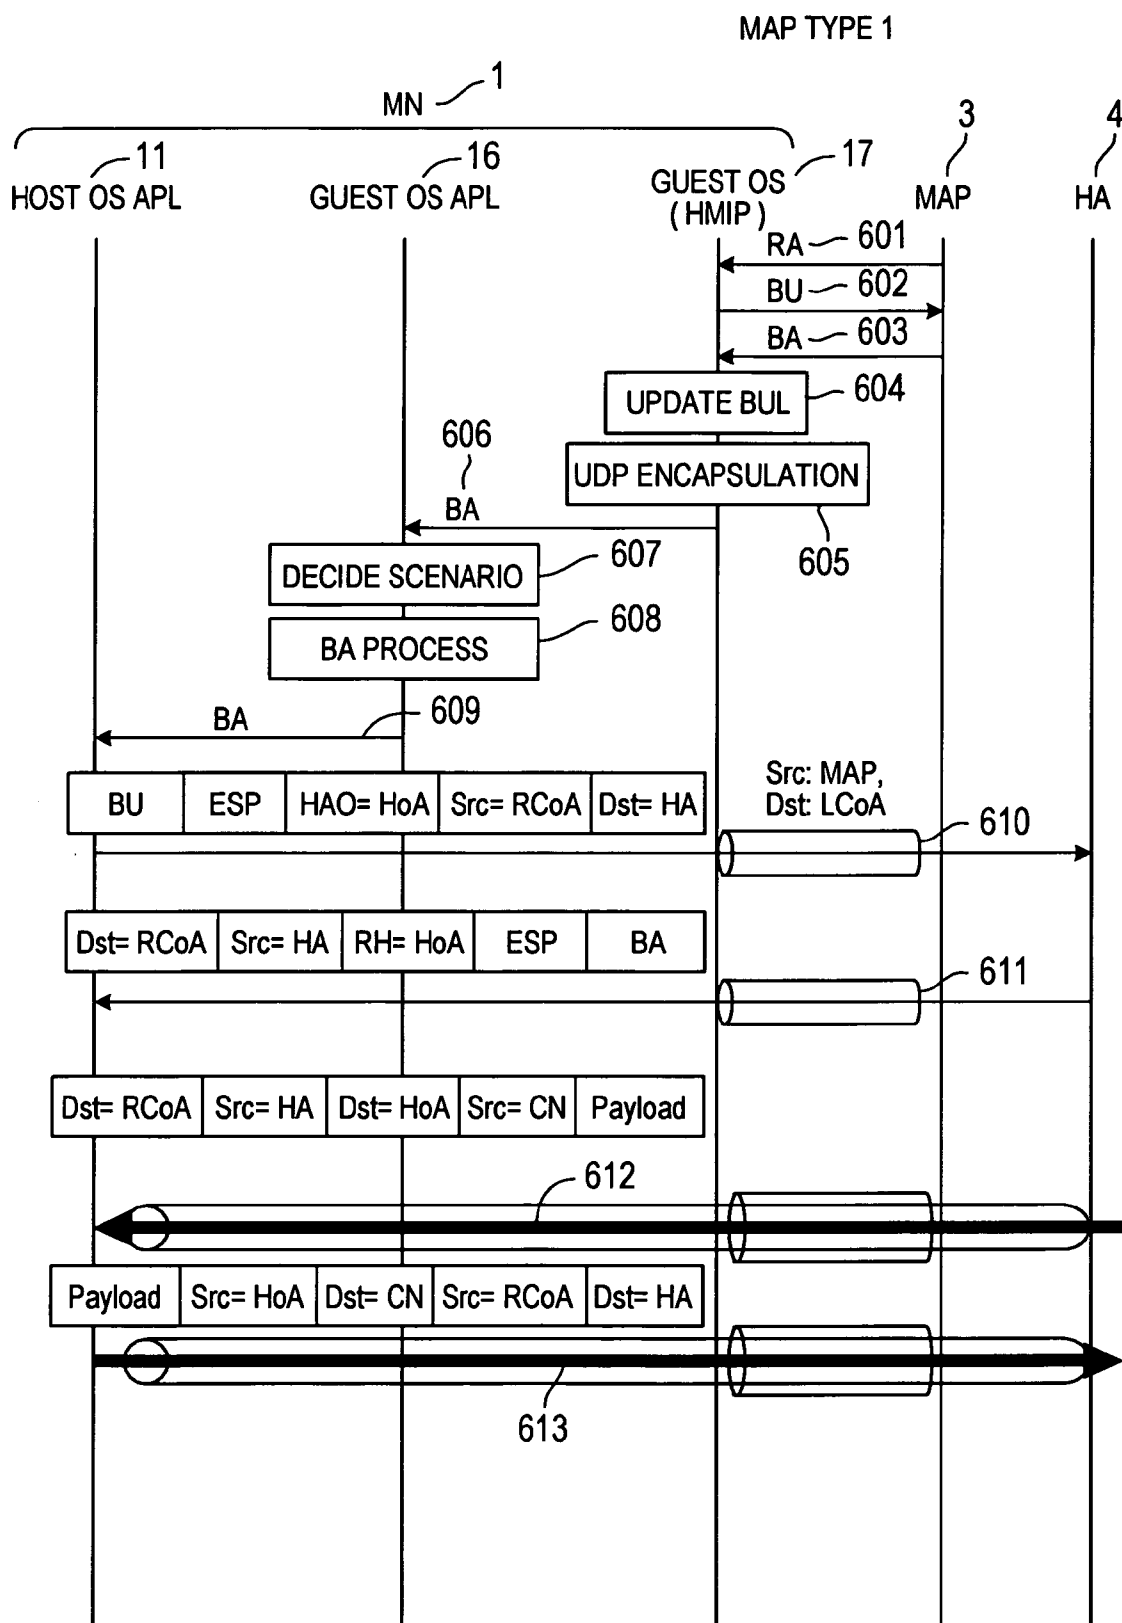 MAP TYPE 1
MN 1
11 16 17 3 4
HOST OS APL GUEST OS APL GUEST OS (HMIP) MAP HA
RA 601
BU 602
BA 603
UPDATE BUL 604
UDP ENCAPSULATION 605
606
BA
DECIDE SCENARIO 607
BA PROCESS 608
BA 609
BU ESP HAO= HoA Src= RCoA Dst= HA
Src: MAP,
Dst: LCoA
610
Dst= RCoA Src= HA RH= HoA ESP BA
611
Dst= RCoA Src= HA Dst= HoA Src= CN Payload
612
Payload Src= HoA Dst= CN Src= RCoA Dst= HA
613